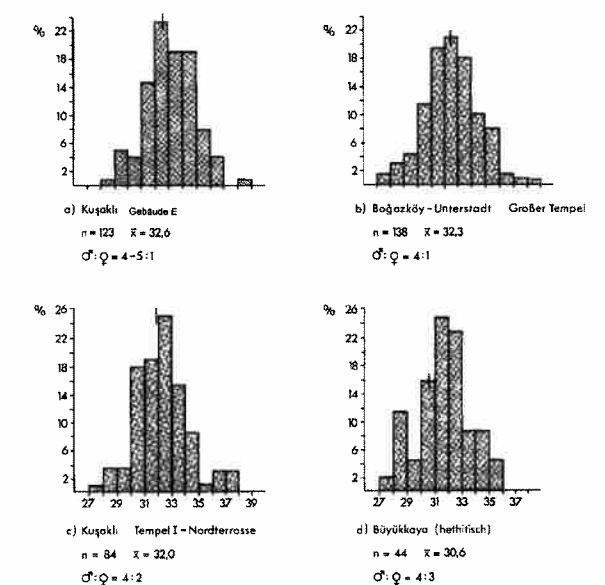 % 22
18
14
10
6
2
a) Kuşaklı Gebäude E
n = 123 x̄ = 32,6
♂:♀ = 4-5:1
% 22
18
14
10
6
2
b) Boğazköy - Unterstadt Großer Tempel
n = 138 x̄ = 32,3
♂:♀ = 4:1
% 26
22
18
14
10
6
2
27 29 31 33 35 37 39
c) Kuşaklı Tempel I - Nordterrasse
n = 84 x̄ = 32,0
♂:♀ = 4:2
% 26
22
18
14
10
6
2
27 29 31 33 35 37
d) Büyükkaya (hethitisch)
n = 44 x̄ = 30,6
♂:♀ = 4:3